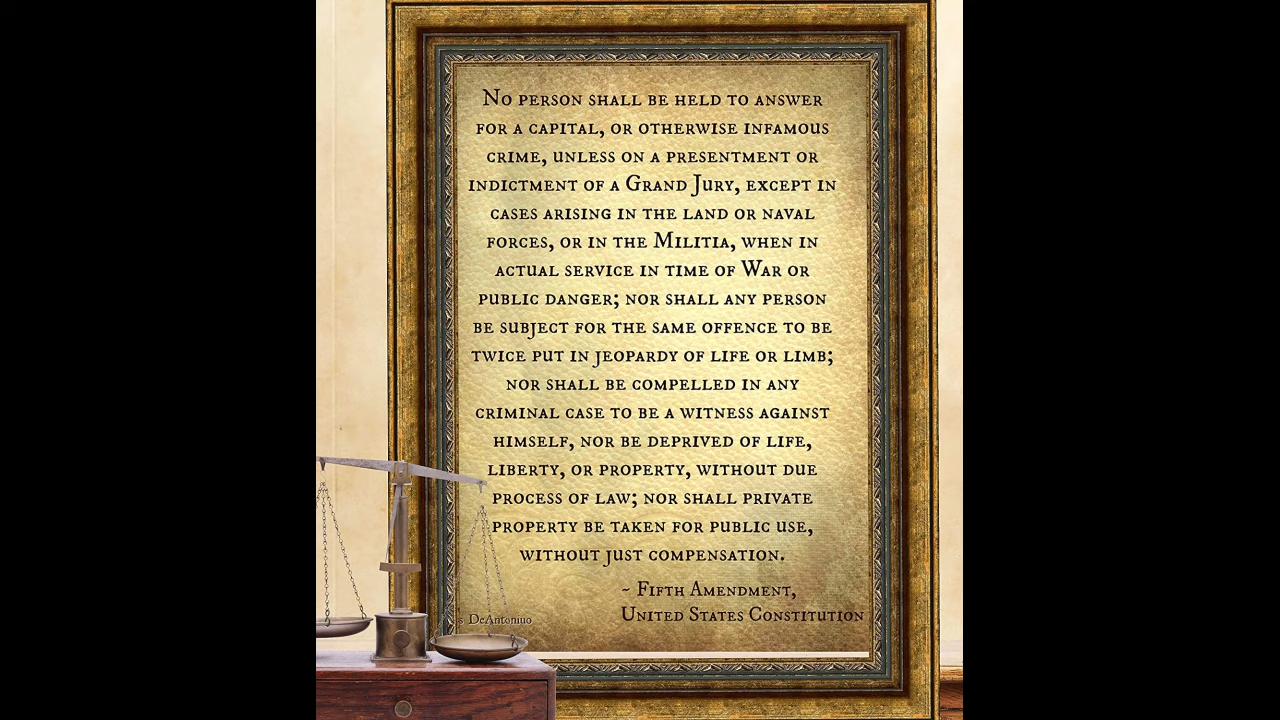 No person shall be held to answer
for a capital, or otherwise infamous
crime, unless on a presentment or
indictment of a Grand Jury, except in
cases arising in the land or naval
forces, or in the Militia, when in
actual service in time of War or
public danger; nor shall any person
be subject for the same offence to be
twice put in jeopardy of life or limb;
nor shall be compelled in any
criminal case to be a witness against
himself, nor be deprived of life,
liberty, or property, without due
process of law; nor shall private
property be taken for public use,
without just compensation.
~ Fifth Amendment,
United States Constitution
s DeAntonino